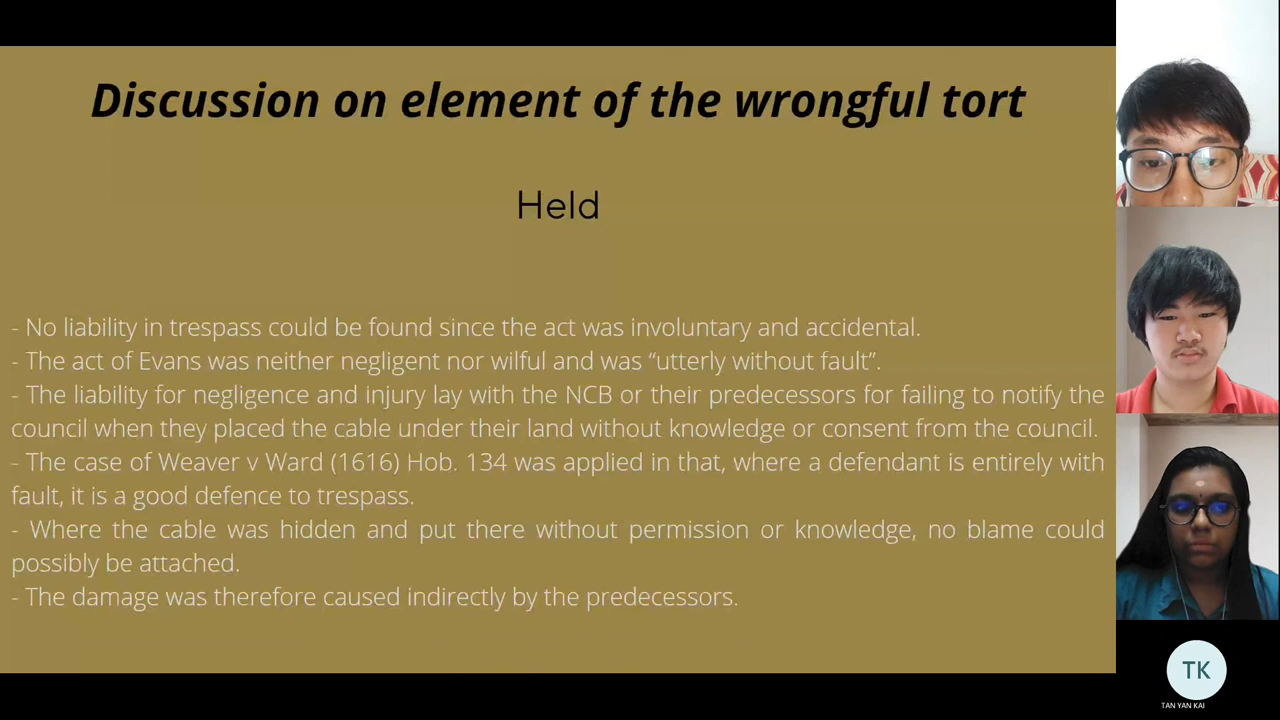 Discussion on element of the wrongful tort
Held
- No liability in trespass could be found since the act was involuntary and accidental.
- The act of Evans was neither negligent nor wilful and was “utterly without fault”.
- The liability for negligence and injury lay with the NCB or their predecessors for failing to notify the
council when they placed the cable under their land without knowledge or consent from the council.
- The case of Weaver v Ward (1616) Hob. 134 was applied in that, where a defendant is entirely with
fault, it is a good defence to trespass.
- Where the cable was hidden and put there without permission or knowledge, no blame could
possibly be attached.
- The damage was therefore caused indirectly by the predecessors.
TK
TAN YAN KAI